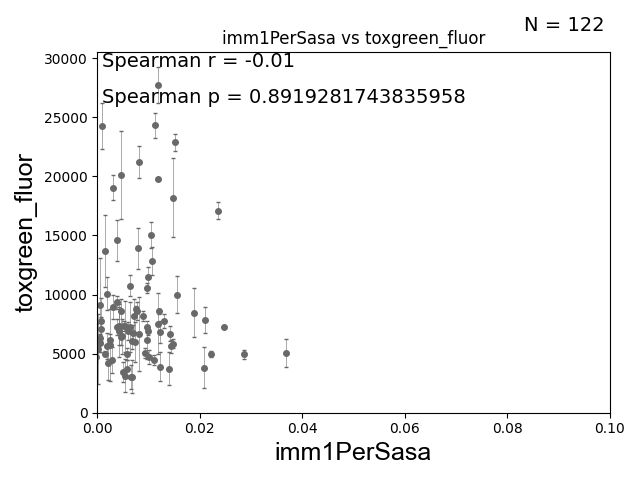 N = 122
imm1PerSasa vs toxgreen_fluor
Spearman r = -0.01
Spearman p = 0.8919281743835958
30000
25000
20000
15000
10000
5000
0
toxgreen_fluor
0.00 0.02 0.04 0.06 0.08 0.10
imm1PerSasa